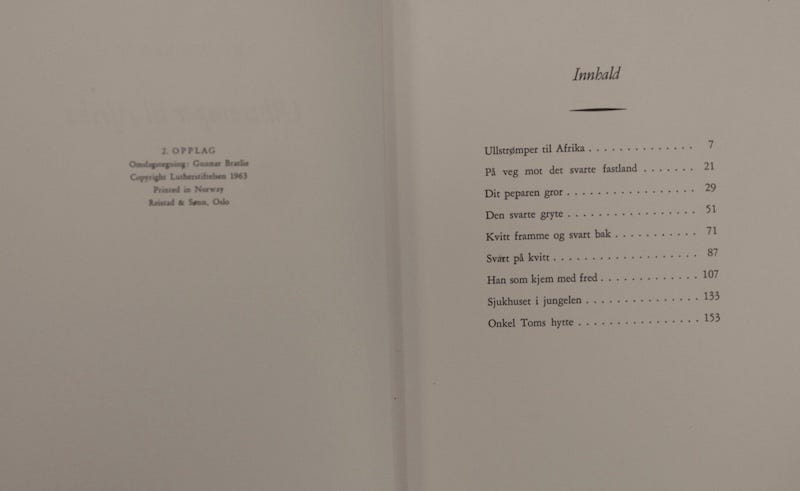 2. OPPLAG
Omslagstegning: Gunnar Bratlie
Copyright Lutherstiftelsen 1963
Printed in Norway
Reistad & Sønn, Oslo
Innhald
Ullstrømper til Afrika . . . . . . . . . . . . . . 7
På veg mot det svarte fastland . . . . . . . 21
Dit peparen gror . . . . . . . . . . . . . . . . . 29
Den svarte gryte . . . . . . . . . . . . . . . . . 51
Kvitt framme og svart bak . . . . . . . . . . . 71
Svart på kvitt . . . . . . . . . . . . . . . . . . . 87
Han som kjem med fred . . . . . . . . . . . . . 107
Sjukhuset i jungelen . . . . . . . . . . . . . . . 133
Onkel Toms hytte . . . . . . . . . . . . . . . . 153